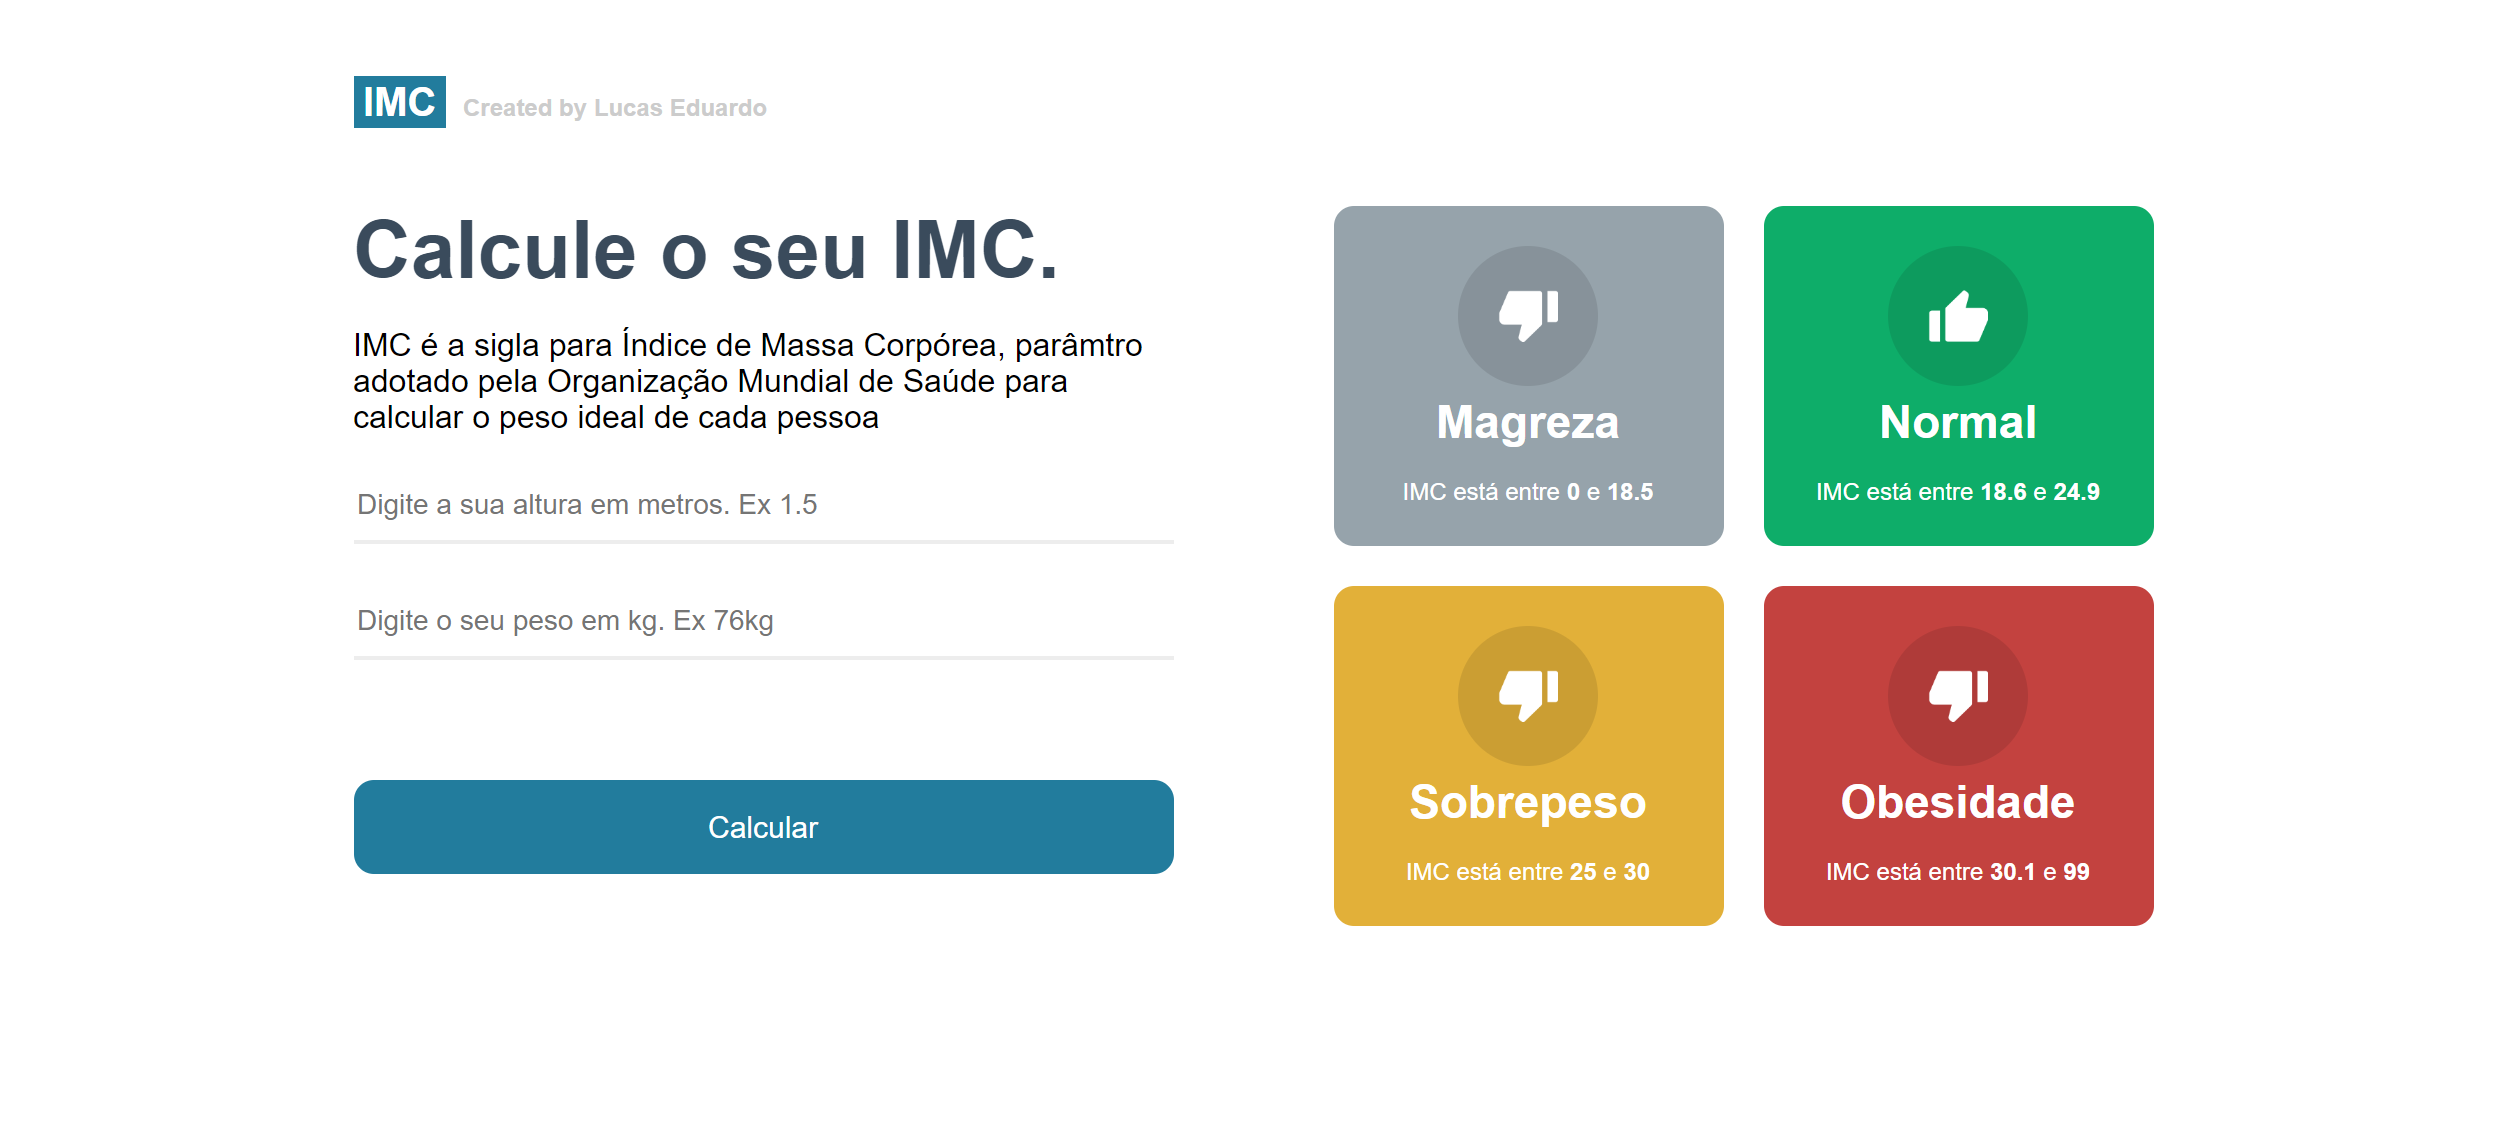 IMC
Created by Lucas Eduardo
Calcule o seu IMC.
IMC é a sigla para Índice de Massa Corpórea, parâmtro
adotado pela Organização Mundial de Saúde para
calcular o peso ideal de cada pessoa
Digite a sua altura em metros. Ex 1.5
Digite o seu peso em kg. Ex 76kg
Calcular
Magreza
IMC está entre 0 e 18.5
Normal
IMC está entre 18.6 e 24.9
Sobrepeso
IMC está entre 25 e 30
Obesidade
IMC está entre 30.1 e 99